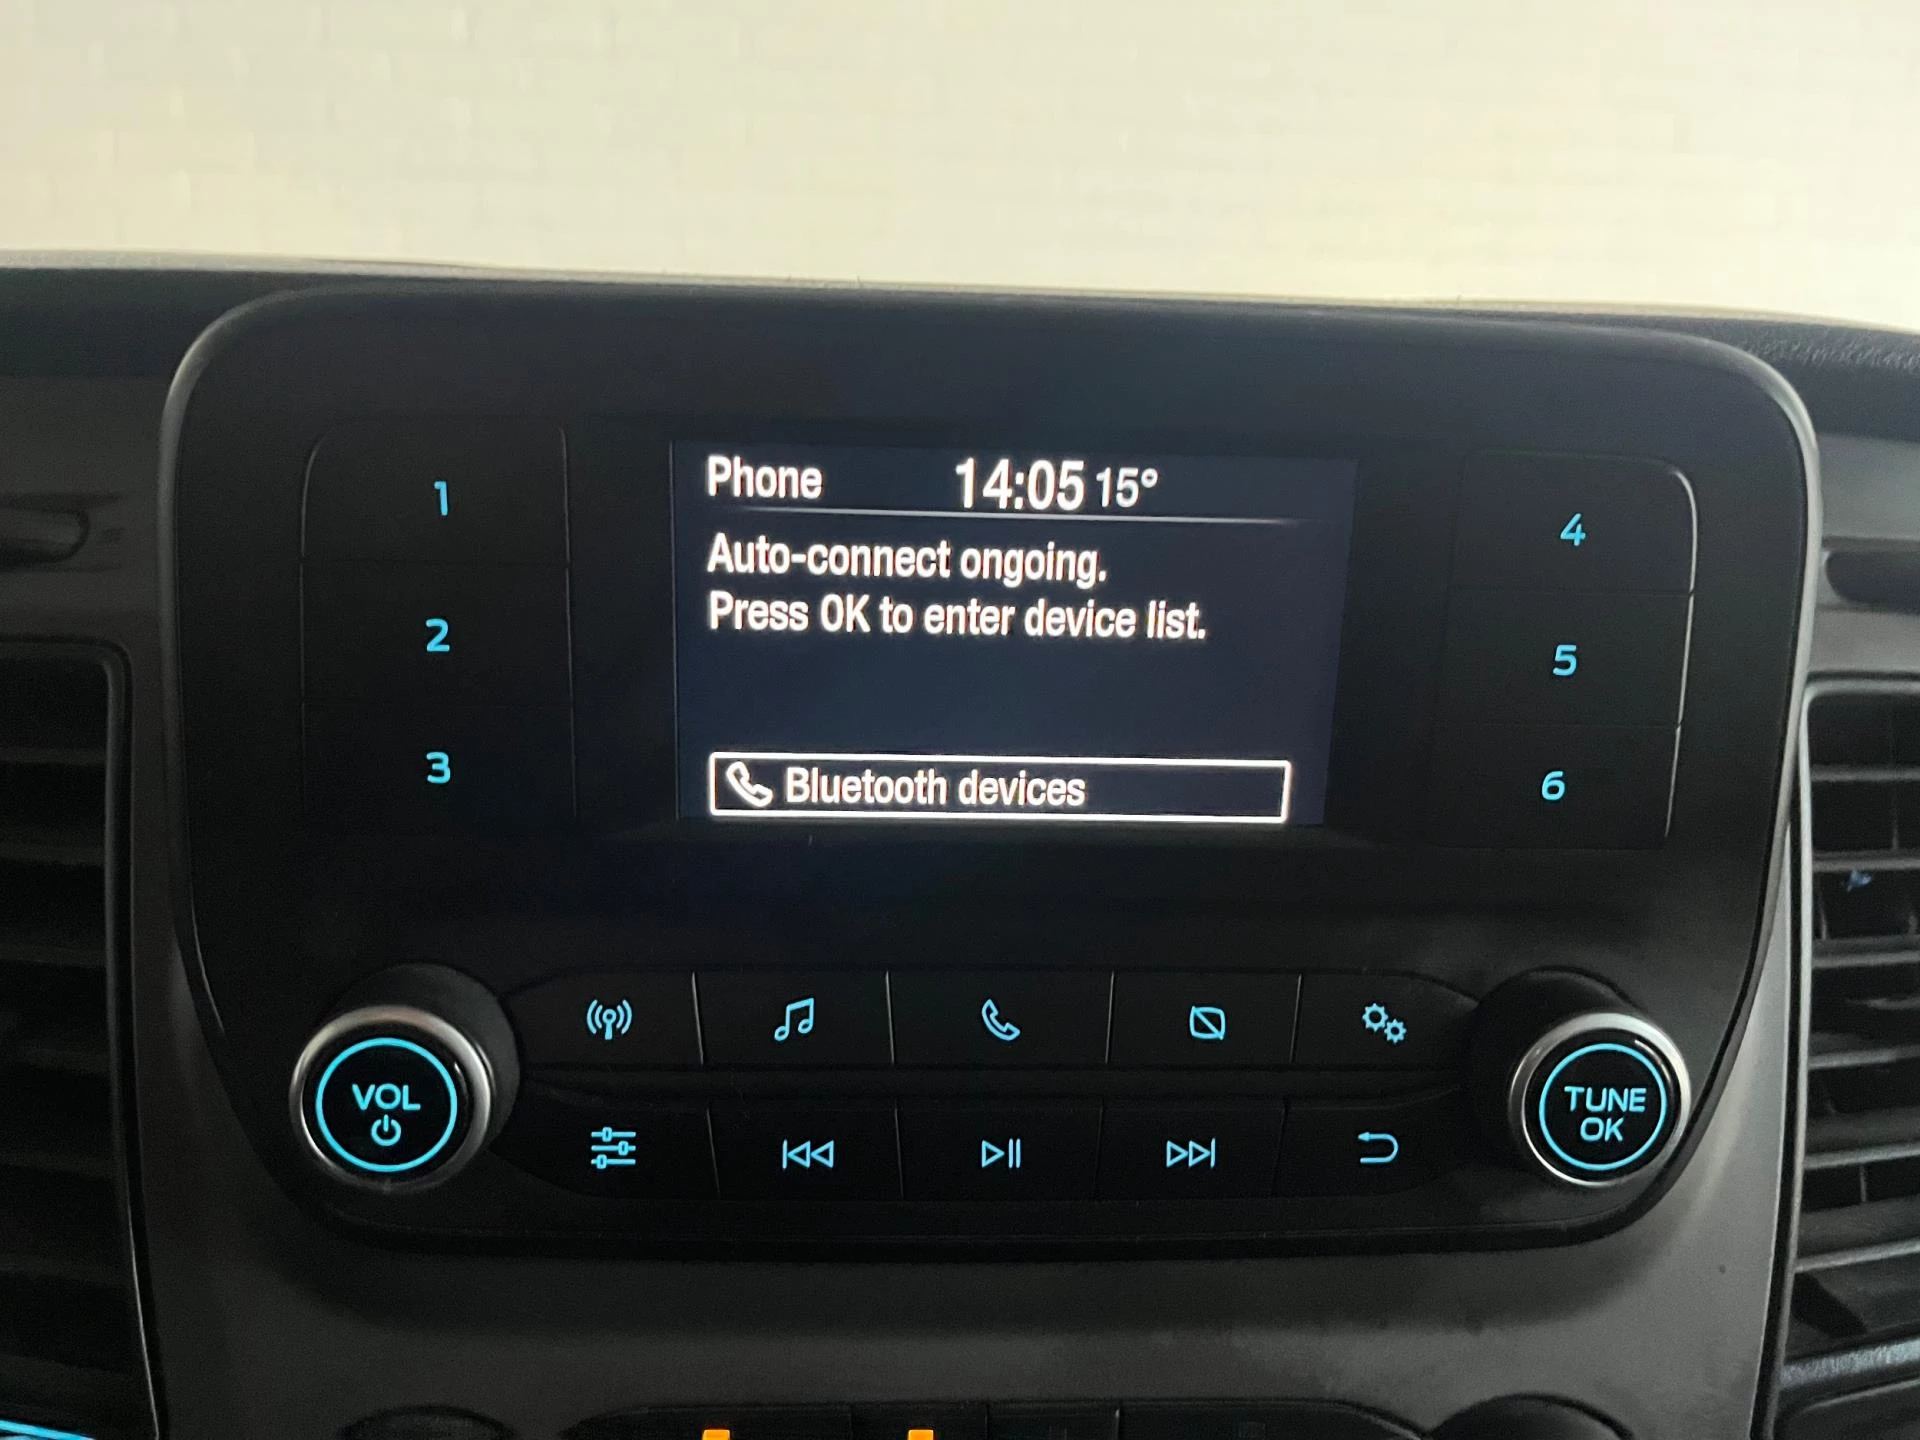 Phone 14:05 15°
Auto-connect ongoing.
Press OK to enter device list.
Bluetooth devices
1
2
3
4
5
6
VOL
TUNE
OK